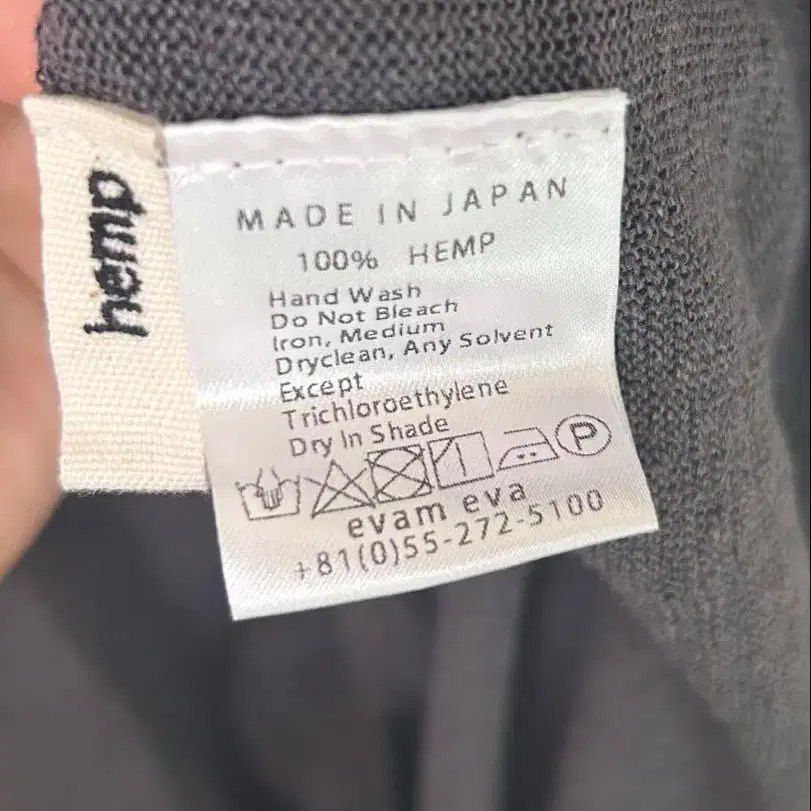 hemp
MADE IN JAPAN
100% HEMP
Hand Wash
Do Not Bleach
Iron, Medium
Dryclean, Any Solvent
Except
Trichloroethylene
Dry In Shade
P
evam eva
+81(0)55-272-5100